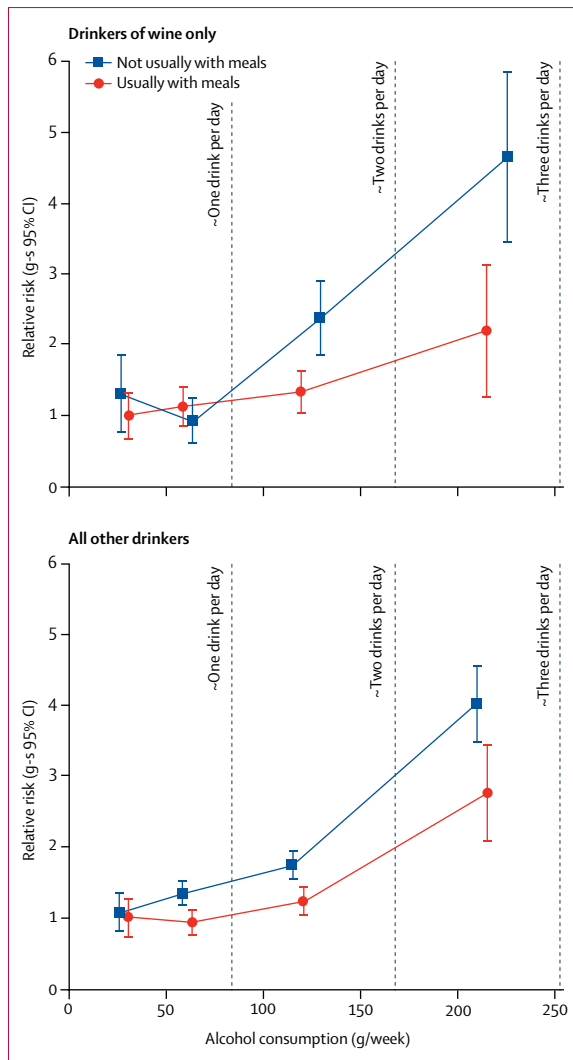 Drinkers of wine only
6
Not usually with meals
Usually with meals
5
4
3
2
1
0
Relative risk (g-s 95% CI)
~One drink per day
~Two drinks per day
~Three drinks per day
All other drinkers
6
5
4
3
2
1
0
Relative risk (g-s 95% CI)
~One drink per day
~Two drinks per day
~Three drinks per day
0 50 100 150 200 250
Alcohol consumption (g/week)